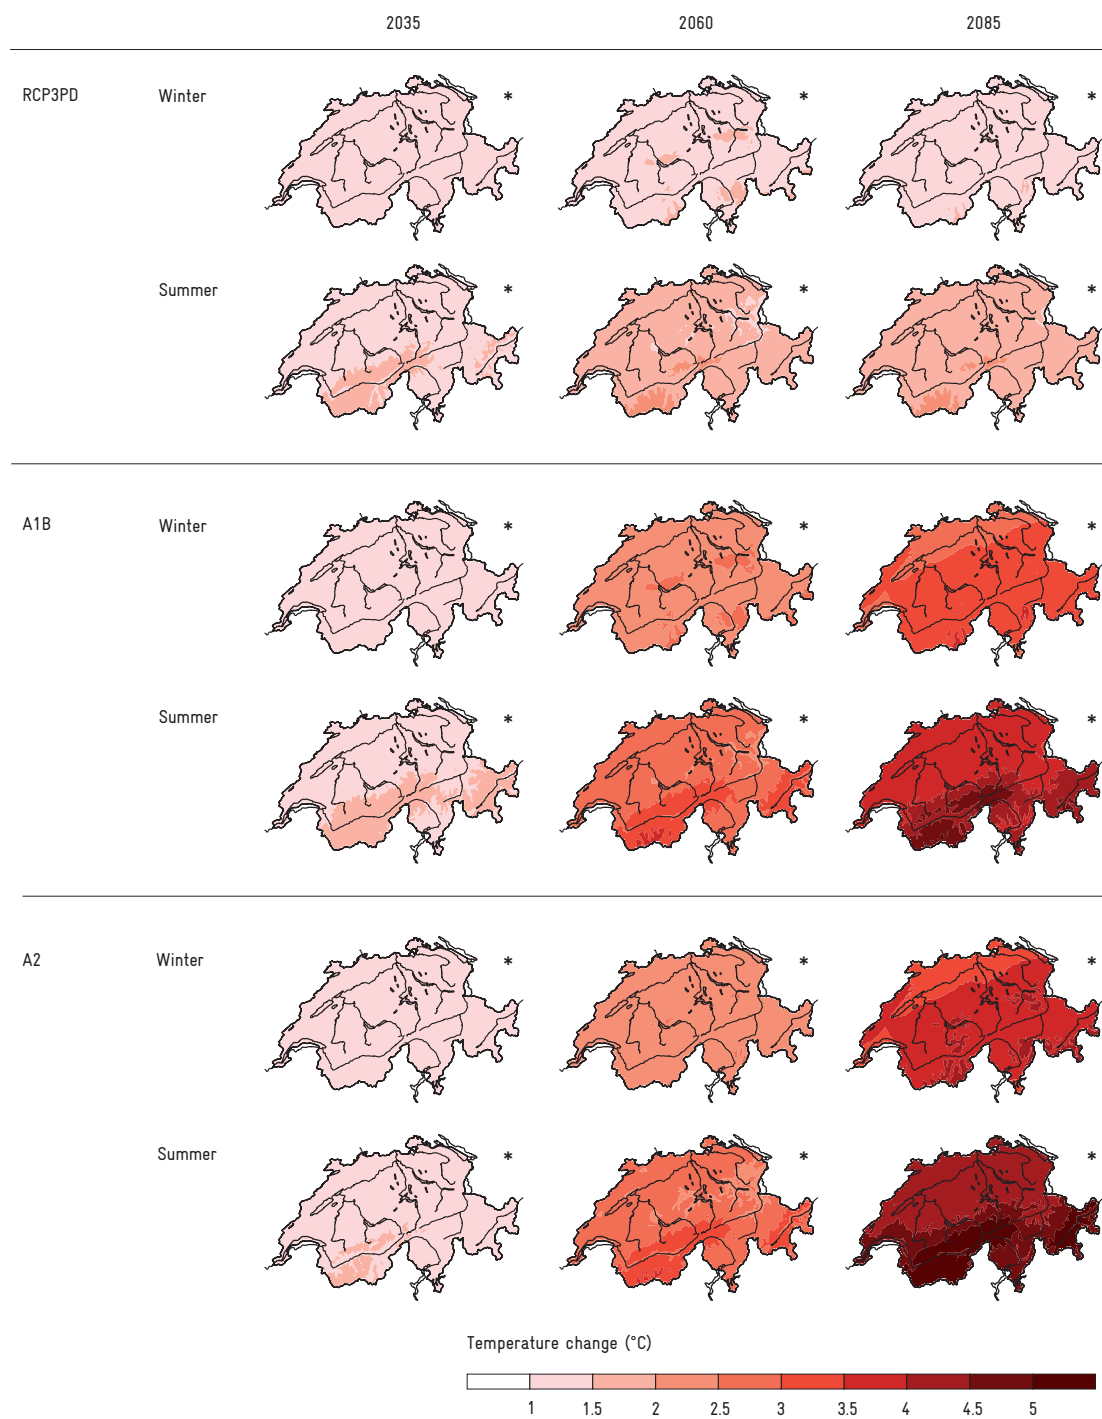 2035 2060 2085
RCP3PD Winter * * *
Summer * * *
A1B Winter * * *
Summer * * *
A2 Winter * * *
Summer * * *
Temperature change (°C)
1 1.5 2 2.5 3 3.5 4 4.5 5